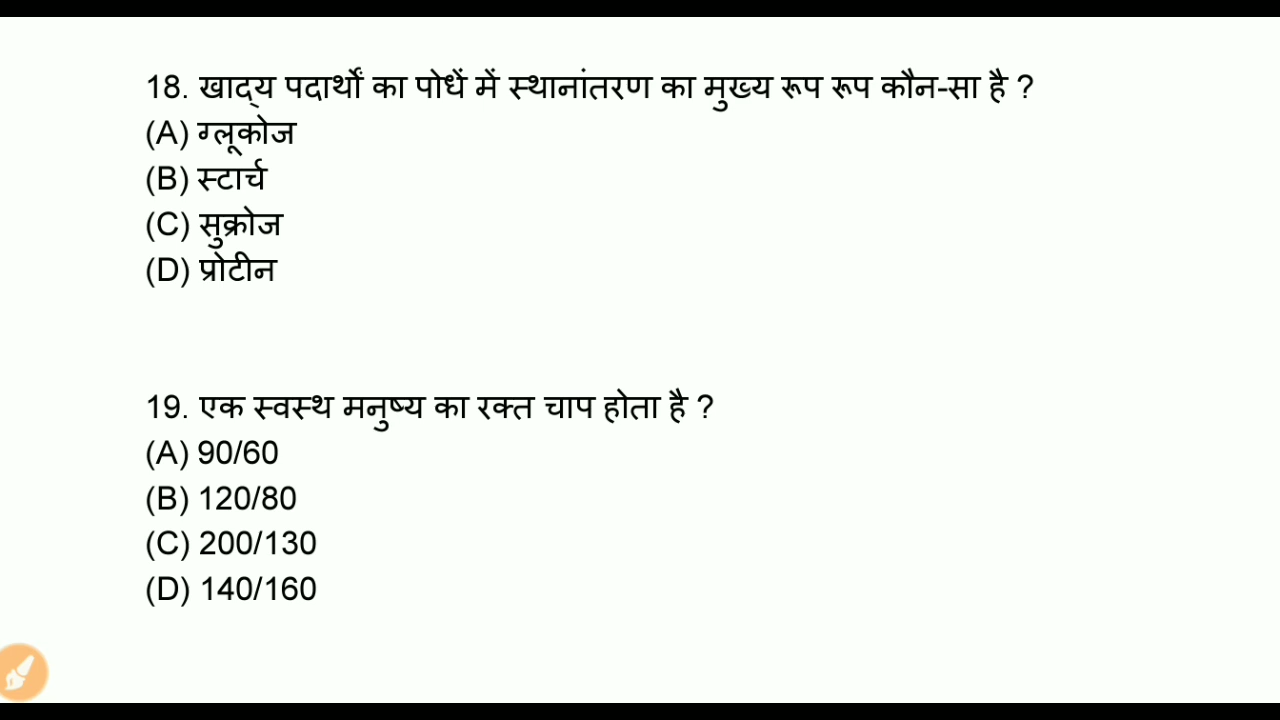 18. खाद्‌य पदार्थों का पोधें में स्थानांतरण का मुख्य रूप रूप कौन-सा है ?
(A) ग्लूकोज
(B) स्टार्च
(C) सुक्रोज
(D) प्रोटीन
19. एक स्वस्थ मनुष्य का रक्त चाप होता है ?
(A) 90/60
(B) 120/80
(C) 200/130
(D) 140/160